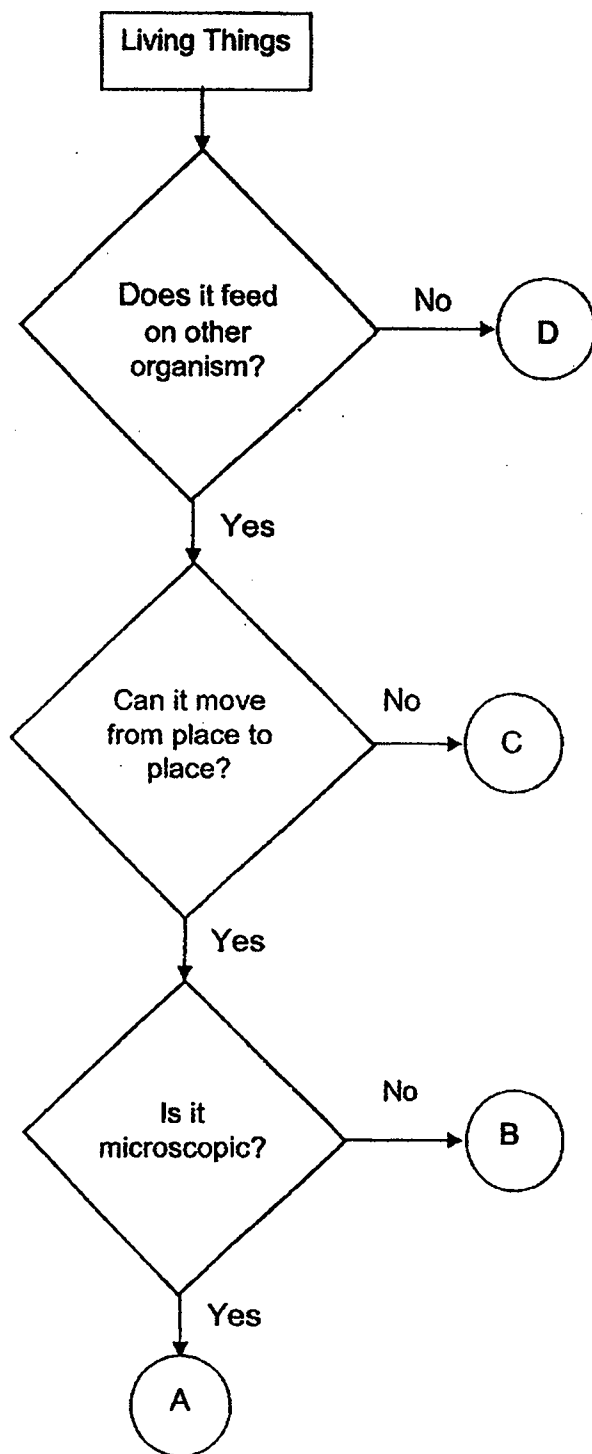 Living Things
Does it feed
on other
organism?
No
D
Yes
Can it move
from place to
place?
No
C
Yes
Is it
microscopic?
No
B
Yes
A